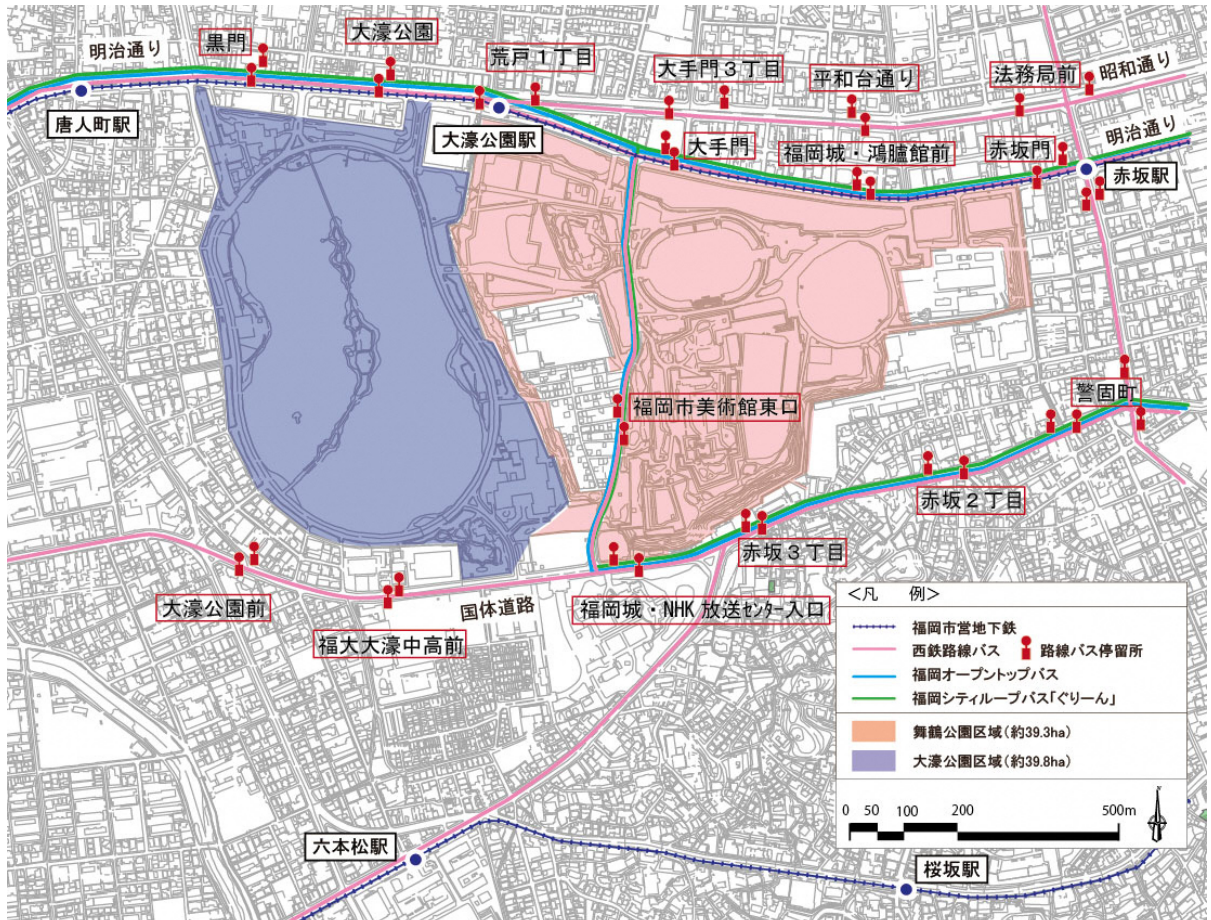 明治通り
黒門
大濠公園
荒戸1丁目
大手門3丁目
平和台通り
法務局前
昭和通り
唐人町駅
大濠公園駅
大手門
福岡城・鴻臚館前
赤坂門
明治通り
赤坂駅
福岡市美術館東口
警固町
赤坂2丁目
赤坂3丁目
大濠公園前
国体道路
福岡城・NHK放送センター入口
福大大濠中高前
六本松駅
桜坂駅
<凡 例>
福岡市営地下鉄
西鉄路線バス 路線バス停留所
福岡オープントップバス
福岡シティループバス「ぐりーん」
舞鶴公園区域(約39.3ha)
大濠公園区域(約39.8ha)
0 50 100 200 500m